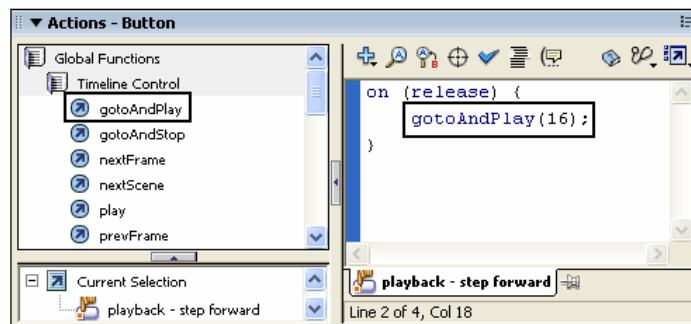 Actions - Button
Global Functions
Timeline Control
gotoAndPlay
gotoAndStop
nextFrame
nextScene
play
prevFrame
Current Selection
playback - step forward
on (release) {
gotoAndPlay(16);
}
playback - step forward
Line 2 of 4, Col 18